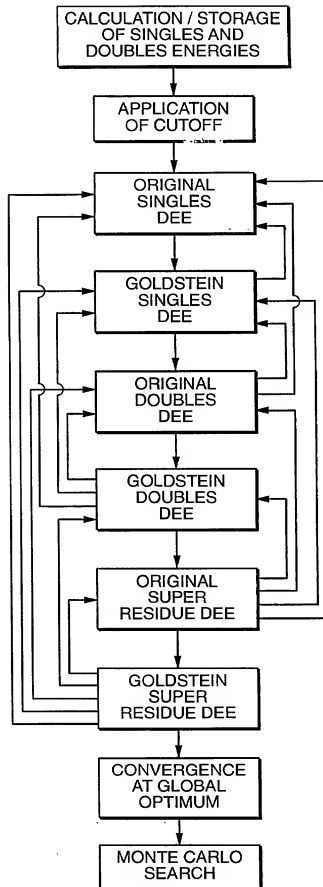 CALCULATION / STORAGE
OF SINGLES AND
DOUBLES ENERGIES
APPLICATION
OF CUTOFF
ORIGINAL
SINGLES
DEE
GOLDSTEIN
SINGLES
DEE
ORIGINAL
DOUBLES
DEE
GOLDSTEIN
DOUBLES
DEE
ORIGINAL
SUPER
RESIDUE DEE
GOLDSTEIN
SUPER
RESIDUE DEE
CONVERGENCE
AT GLOBAL
OPTIMUM
MONTE CARLO
SEARCH